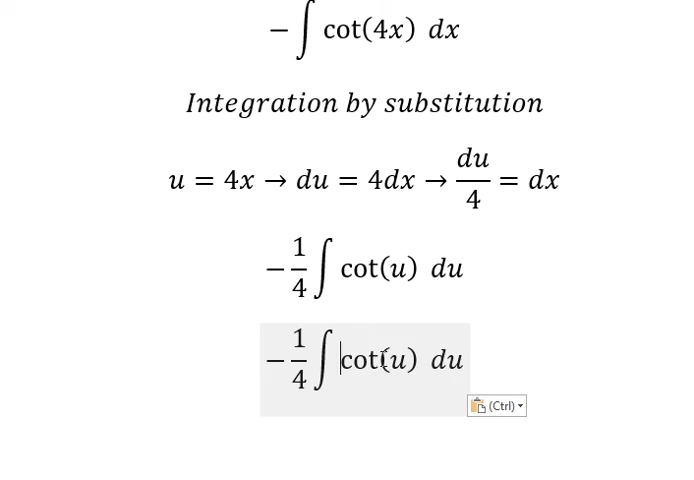 − ∫ cot(4x) dx
Integration by substitution
u = 4x → du = 4dx → du/4 = dx
−1/4 ∫ cot(u) du
−1/4 ∫ cot(u) du
(Ctrl)